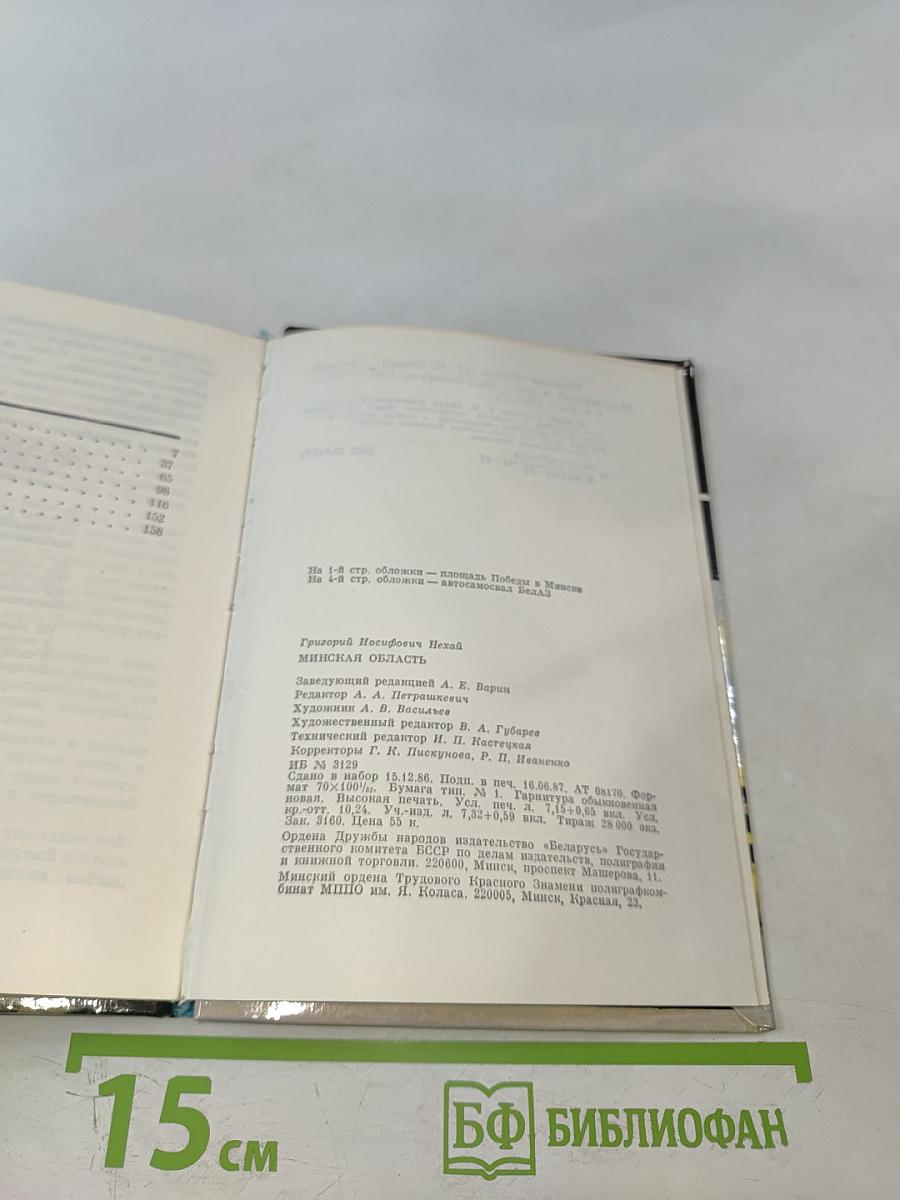 7
37
65
98
116
152
158
На 1-й стр. обложки — площадь Победы в Минске
На 4-й стр. обложки — автосамосвал БелАЗ
Григорий Иосифович Нехай
МИНСКАЯ ОБЛАСТЬ
Заведующий редакцией А. Е. Варин
Редактор А. А. Петрашкевич
Художник А. В. Васильев
Художественный редактор В. А. Губарев
Технический редактор И. П. Кастецкая
Корректоры Г. К. Пискунова, Р. П. Иваненко
ИБ № 3129
Сдано в набор 15.12.86. Подп. в печ. 16.06.87. АТ 08170. Фор-
мат 70×100¹/₃₂. Бумага тип. № 1. Гарнитура обыкновенная
новая. Высокая печать. Усл. печ. л. 7,15+0,65 вкл. Усл.
кр.-отт. 10,24. Уч.-изд. л. 7,32+0,59 вкл. Тираж 28 000 экз.
Зак. 3160. Цена 55 к.
Ордена Дружбы народов издательство «Беларусь» Государ-
ственного комитета БССР по делам издательств, полиграфии
и книжной торговли. 220600, Минск, проспект Машерова, 11.
Минский ордена Трудового Красного Знамени полиграфком-
бинат МППО им. Я. Коласа. 220005, Минск, Красная, 23.
15 см
БФ БИБЛИОФАН